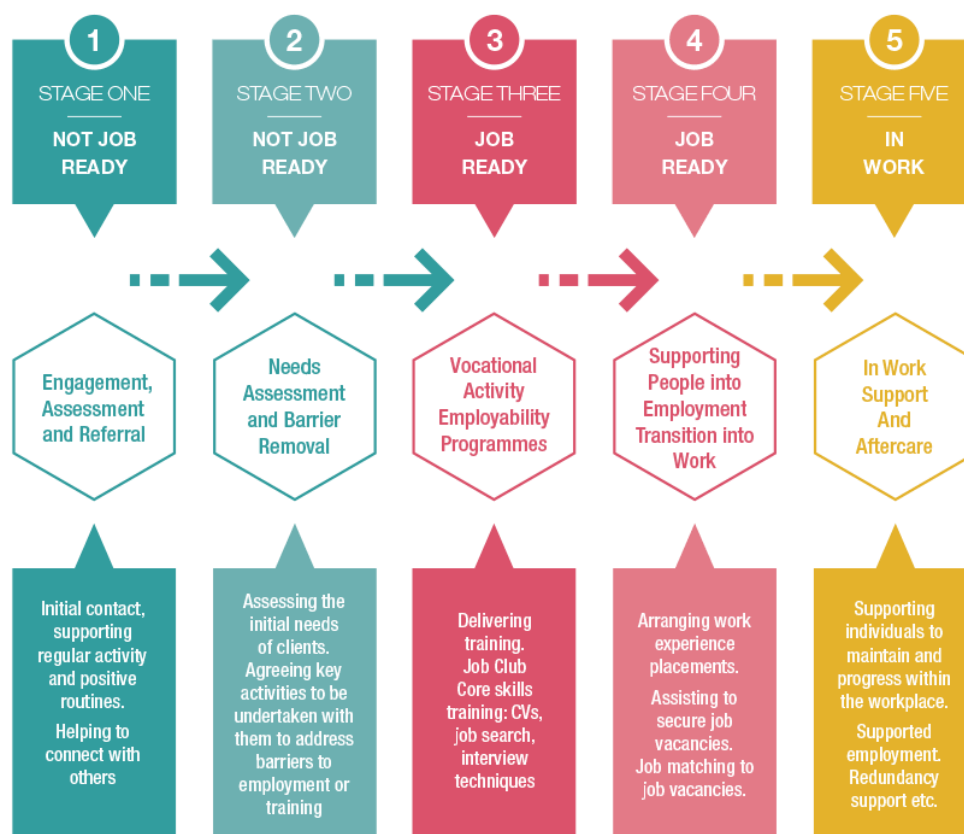 1
STAGE ONE
NOT JOB
READY
2
STAGE TWO
NOT JOB
READY
3
STAGE THREE
JOB
READY
4
STAGE FOUR
JOB
READY
5
STAGE FIVE
IN
WORK
Engagement,
Assessment
and Referral
Needs
Assessment
and Barrier
Removal
Vocational
Activity
Employability
Programmes
Supporting
People into
Employment
Transition into
Work
In Work
Support
And
Aftercare
Initial contact,
supporting
regular activity
and positive
routines.
Helping to
connect with
others
Assessing the
initial needs
of clients.
Agreeing key
activities to be
undertaken with
them to address
barriers to
employment or
training
Delivering
training.
Job Club
Core skills
training: CVs,
job search,
interview
techniques
Arranging work
experience
placements.
Assisting to
secure job
vacancies.
Job matching to
job vacancies.
Supporting
individuals to
maintain and
progress within
the workplace.
Supported
employment.
Redundancy
support etc.